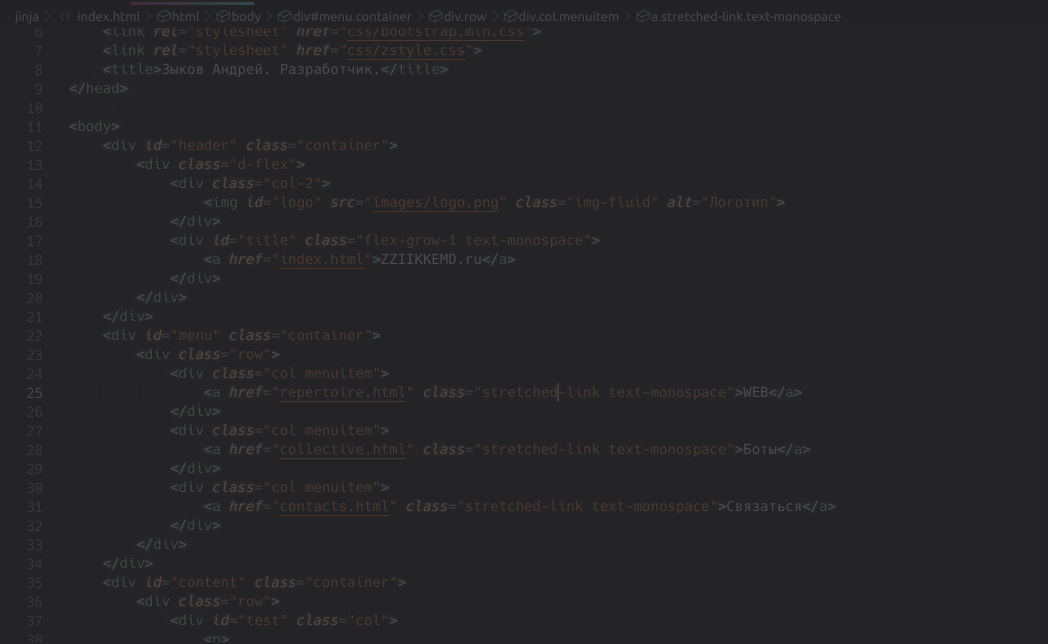 jinja > <> index.html > html > body > div#menu.container > div.row > div.col.menuitem > a.stretched-link.text-monospace
6 <link rel="stylesheet" href="css/bootstrap.min.css">
7 <link rel="stylesheet" href="css/zstyle.css">
8 <title>Зыков Андрей. Разработчик.</title>
9 </head>
10
11 <body>
12 <div id="header" class="container">
13 <div class="d-flex">
14 <div class="col-2">
15 <img id="logo" src="images/logo.png" class="img-fluid" alt="Логотип">
16 </div>
17 <div id="title" class="flex-grow-1 text-monospace">
18 <a href="index.html">ZZIIKKEMD.ru</a>
19 </div>
20 </div>
21 </div>
22 <div id="menu" class="container">
23 <div class="row">
24 <div class="col menuitem">
25 <a href="repertoire.html" class="stretched-link text-monospace">WEB</a>
26 </div>
27 <div class="col menuitem">
28 <a href="collective.html" class="stretched-link text-monospace">Боты</a>
29 </div>
30 <div class="col menuitem">
31 <a href="contacts.html" class="stretched-link text-monospace">Связаться</a>
32 </div>
33 </div>
34 </div>
35 <div id="content" class="container">
36 <div class="row">
37 <div id="test" class="col">
38 <p>